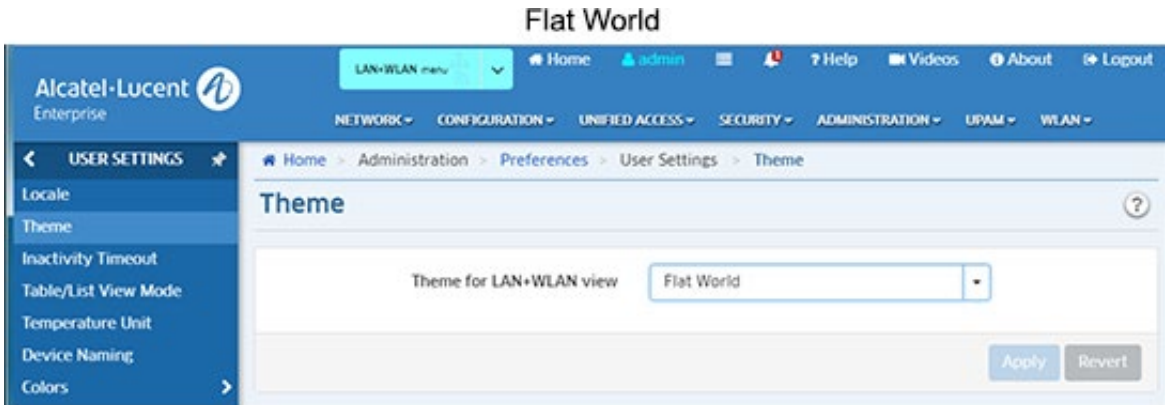 Flat World
LAN+WLAN menu
Home admin ? Help Videos About Logout
Alcatel·Lucent
Enterprise
NETWORK CONFIGURATION UNIFIED ACCESS SECURITY ADMINISTRATION UPAM WLAN
USER SETTINGS
Home > Administration > Preferences > User Settings > Theme
Locale
Theme
Inactivity Timeout
Table/List View Mode
Temperature Unit
Device Naming
Colors
Theme
?
Theme for LAN+WLAN view Flat World
Apply Revert